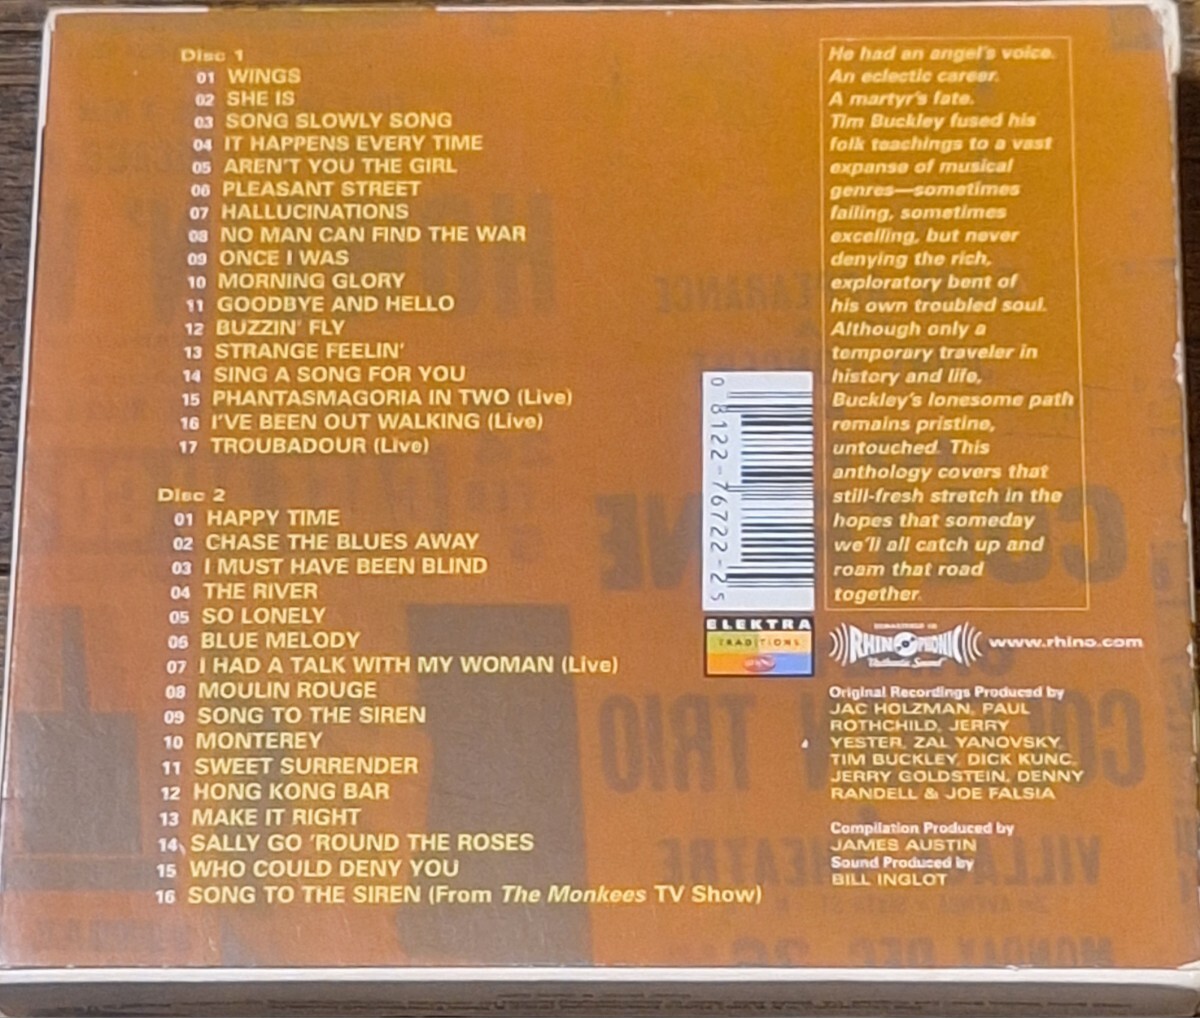 Disc 1
01 WINGS
02 SHE IS
03 SONG SLOWLY SONG
04 IT HAPPENS EVERY TIME
05 AREN'T YOU THE GIRL
06 PLEASANT STREET
07 HALLUCINATIONS
08 NO MAN CAN FIND THE WAR
09 ONCE I WAS
10 MORNING GLORY
11 GOODBYE AND HELLO
12 BUZZIN' FLY
13 STRANGE FEELIN'
14 SING A SONG FOR YOU
15 PHANTASMAGORIA IN TWO (Live)
16 I'VE BEEN OUT WALKING (Live)
17 TROUBADOUR (Live)
Disc 2
01 HAPPY TIME
02 CHASE THE BLUES AWAY
03 I MUST HAVE BEEN BLIND
04 THE RIVER
05 SO LONELY
06 BLUE MELODY
07 I HAD A TALK WITH MY WOMAN (Live)
08 MOULIN ROUGE
09 SONG TO THE SIREN
10 MONTEREY
11 SWEET SURRENDER
12 HONG KONG BAR
13 MAKE IT RIGHT
14 SALLY GO 'ROUND THE ROSES
15 WHO COULD DENY YOU
16 SONG TO THE SIREN (From The Monkees TV Show)
He had an angel's voice.
An eclectic career.
A martyr's fate.
Tim Buckley fused his
folk teachings to a vast
expanse of musical
genres—sometimes
failing, sometimes
excelling, but never
denying the rich,
exploratory bent of
his own troubled soul.
Although only a
temporary traveler in
history and life,
Buckley's lonesome path
remains pristine,
untouched. This
anthology covers that
still-fresh stretch in the
hopes that someday
we'll all catch up and
roam that road
together.
0 8122-76722-2 5
ELEKTRA
TRADITIONS
REMASTERED IN
RHINOPHONIC
"Authentic Sound"
www.rhino.com
Original Recordings Produced by
JAC HOLZMAN, PAUL
ROTHCHILD, JERRY
YESTER, ZAL YANOVSKY,
TIM BUCKLEY, DICK KUNC,
JERRY GOLDSTEIN, DENNY
RANDELL & JOE FALSIA
Compilation Produced by
JAMES AUSTIN
Sound Produced by
BILL INGLOT